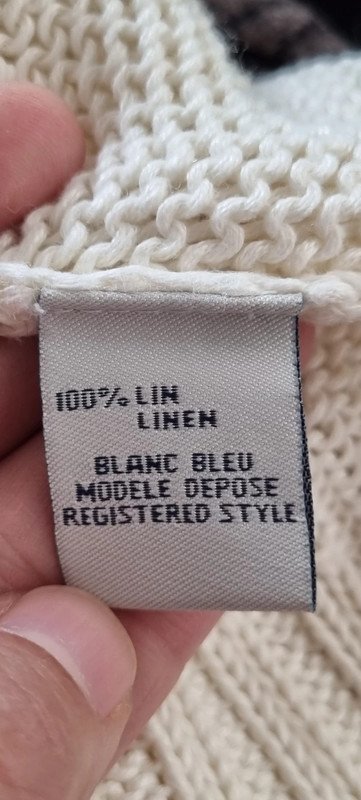 100% LIN
LINEN
BLANC BLEU
MODELE DEPOSE
REGISTERED STYLE